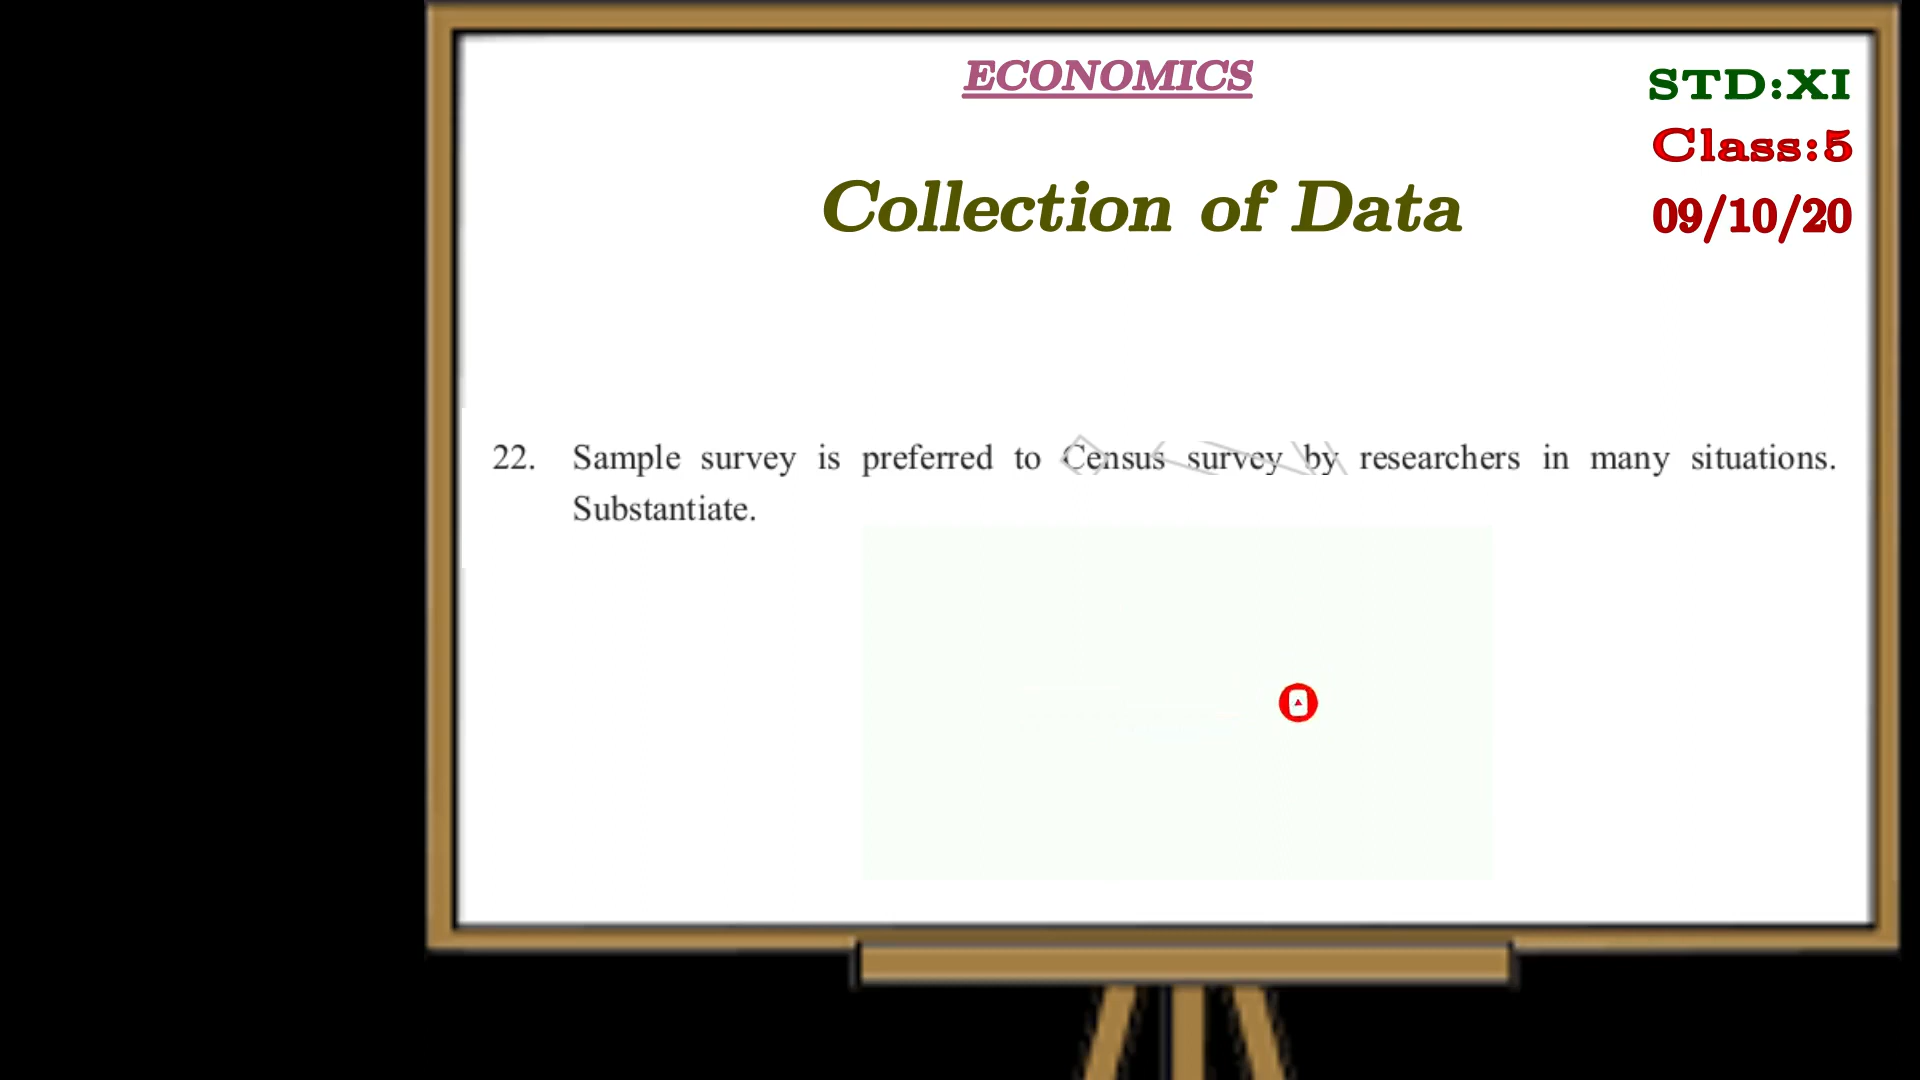 ECONOMICS
STD:XI
Class:5
Collection of Data
09/10/20
22. Sample survey is preferred to Census survey by researchers in many situations.
Substantiate.